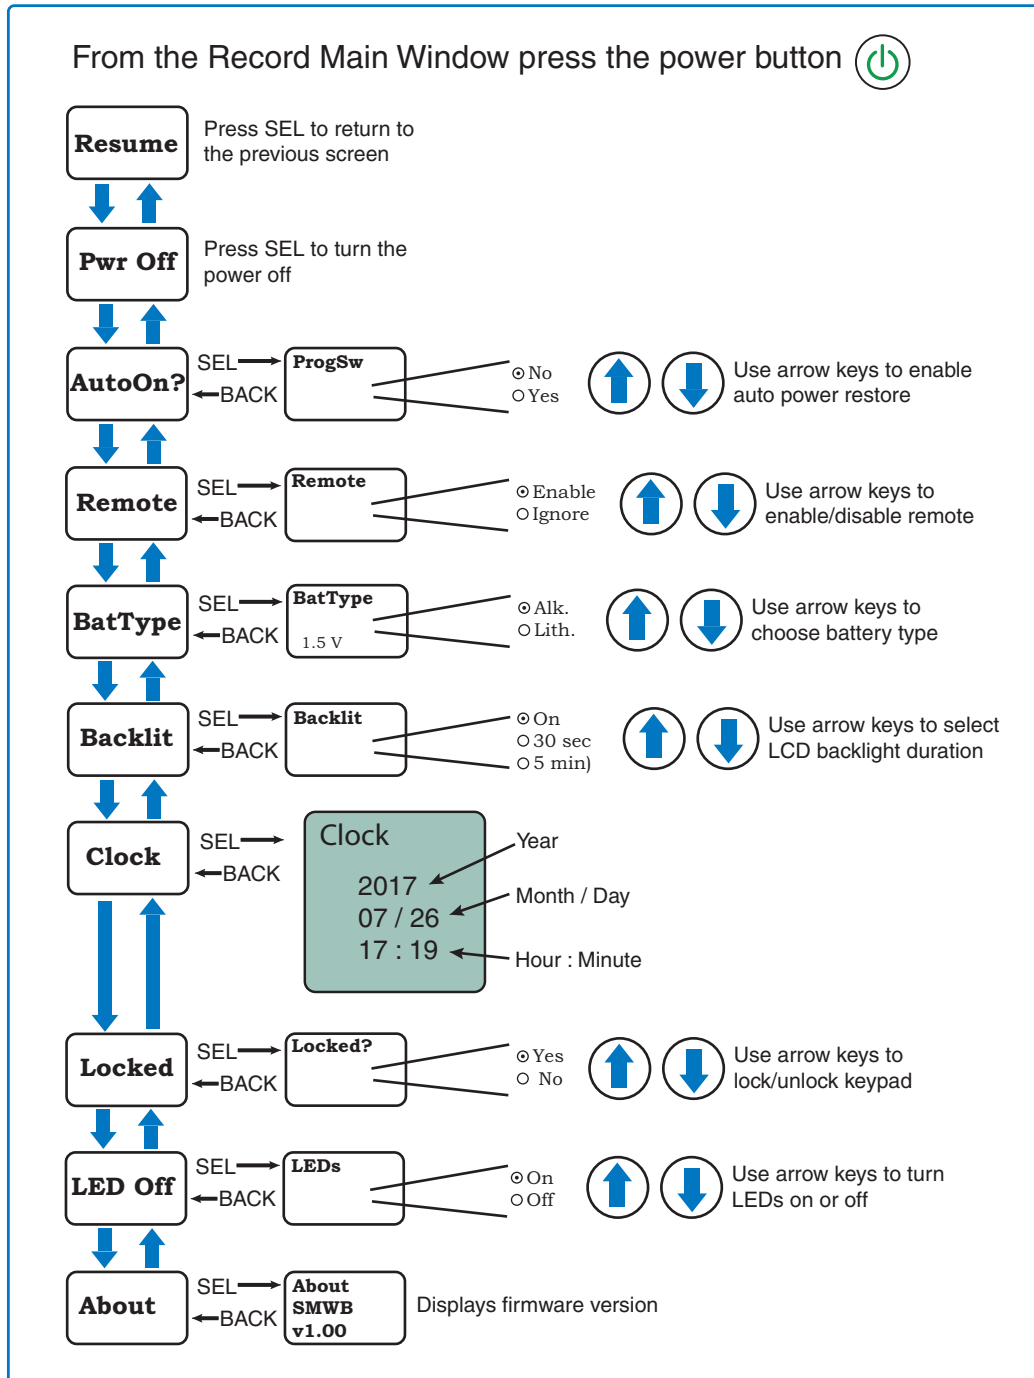 From the Record Main Window press the power button
Resume
Press SEL to return to
the previous screen
Pwr Off
Press SEL to turn the
power off
AutoOn?
SEL
BACK
ProgSw
No
Yes
Use arrow keys to enable
auto power restore
Remote
SEL
BACK
Remote
Enable
Ignore
Use arrow keys to
enable/disable remote
BatType
SEL
BACK
BatType
1.5 V
Alk.
Lith.
Use arrow keys to
choose battery type
Backlit
SEL
BACK
Backlit
On
30 sec
5 min)
Use arrow keys to select
LCD backlight duration
Clock
SEL
BACK
Clock
2017
07 / 26
17 : 19
Year
Month / Day
Hour : Minute
Locked
SEL
BACK
Locked?
Yes
No
Use arrow keys to
lock/unlock keypad
LED Off
SEL
BACK
LEDs
On
Off
Use arrow keys to turn
LEDs on or off
About
SEL
BACK
About
SMWB
v1.00
Displays firmware version